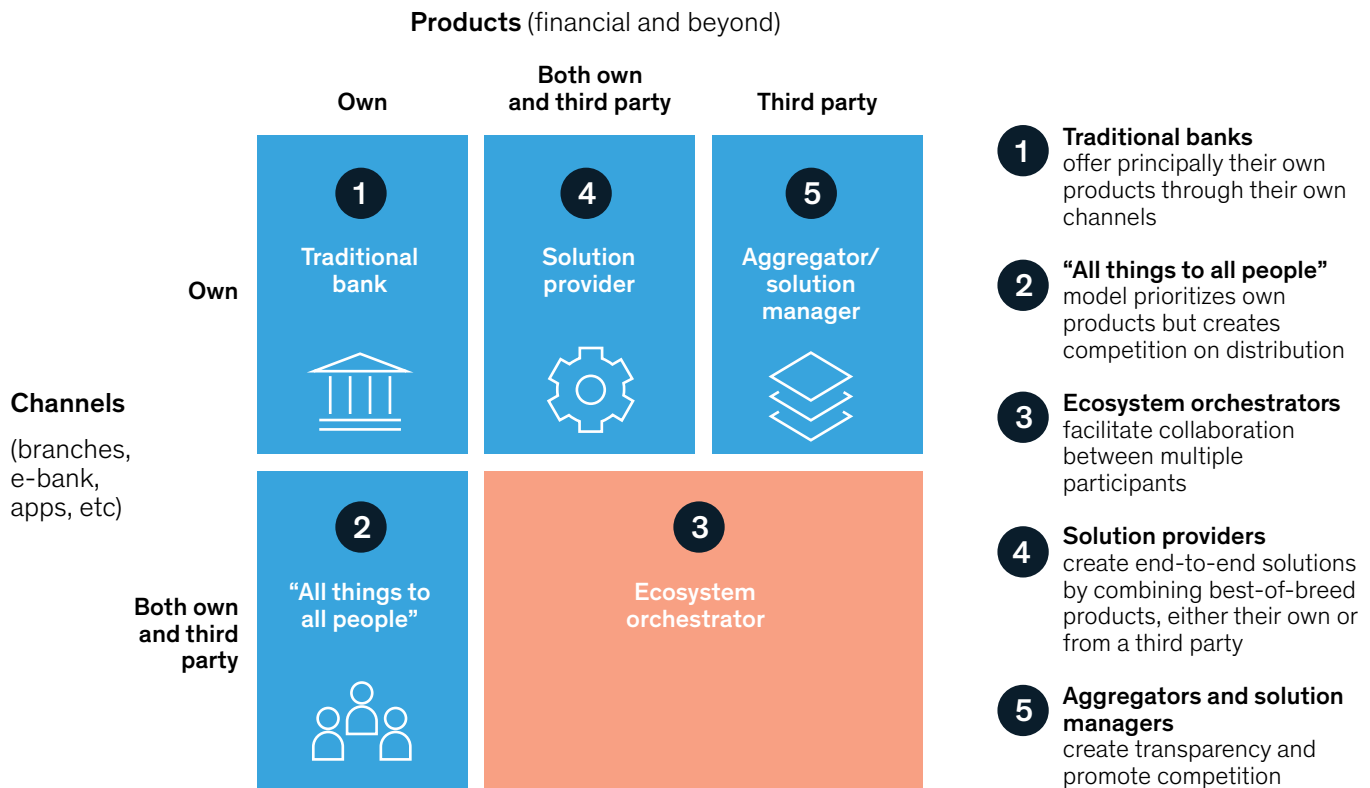 Products (financial and beyond)
Own
Both own
and third party
Third party
Channels
(branches,
e-bank,
apps, etc)
Own
1
Traditional
bank
4
Solution
provider
5
Aggregator/
solution
manager
Both own
and third
party
2
“All things to
all people”
3
Ecosystem
orchestrator
1
Traditional banks
offer principally their own
products through their own
channels
2
“All things to all people”
model prioritizes own
products but creates
competition on distribution
3
Ecosystem orchestrators
facilitate collaboration
between multiple
participants
4
Solution providers
create end-to-end solutions
by combining best-of-breed
products, either their own or
from a third party
5
Aggregators and solution
managers
create transparency and
promote competition